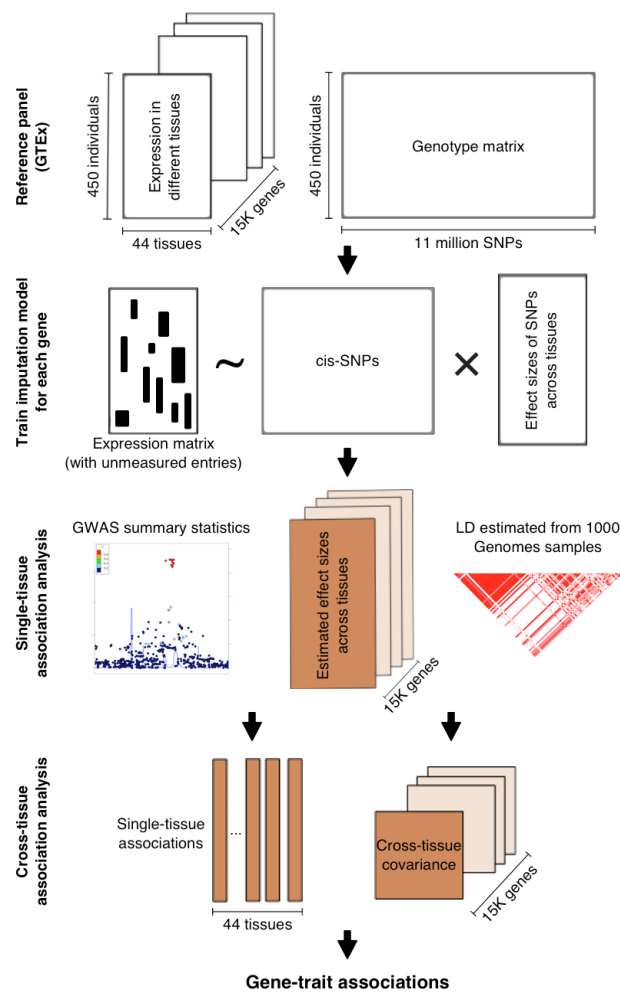 Reference panel
(GTEx)
450 individuals
Expression in
different tissues
44 tissues
15K genes
450 individuals
Genotype matrix
11 million SNPs
Train imputation model
for each gene
Expression matrix
(with unmeasured entries)
~
cis-SNPs
×
Effect sizes of SNPs
across tissues
Single-tissue
association analysis
GWAS summary statistics
Estimated effect sizes
across tissues
15K genes
LD estimated from 1000
Genomes samples
Cross-tissue
association analysis
Single-tissue
associations
...
44 tissues
Cross-tissue
covariance
15K genes
Gene-trait associations